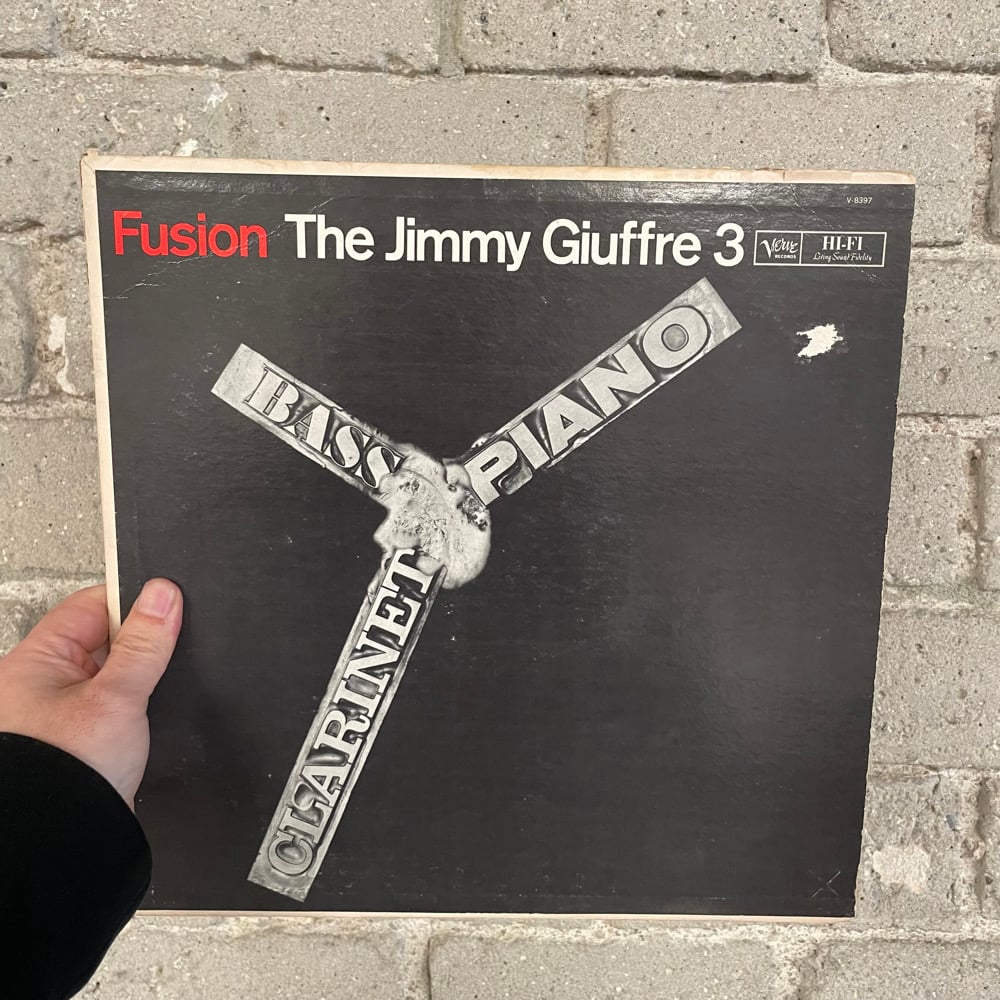 V-8397
Fusion The Jimmy Giuffre 3
Verve
RECORDS
HI-FI
Living Sound Fidelity
BASS
PIANO
CLARINET